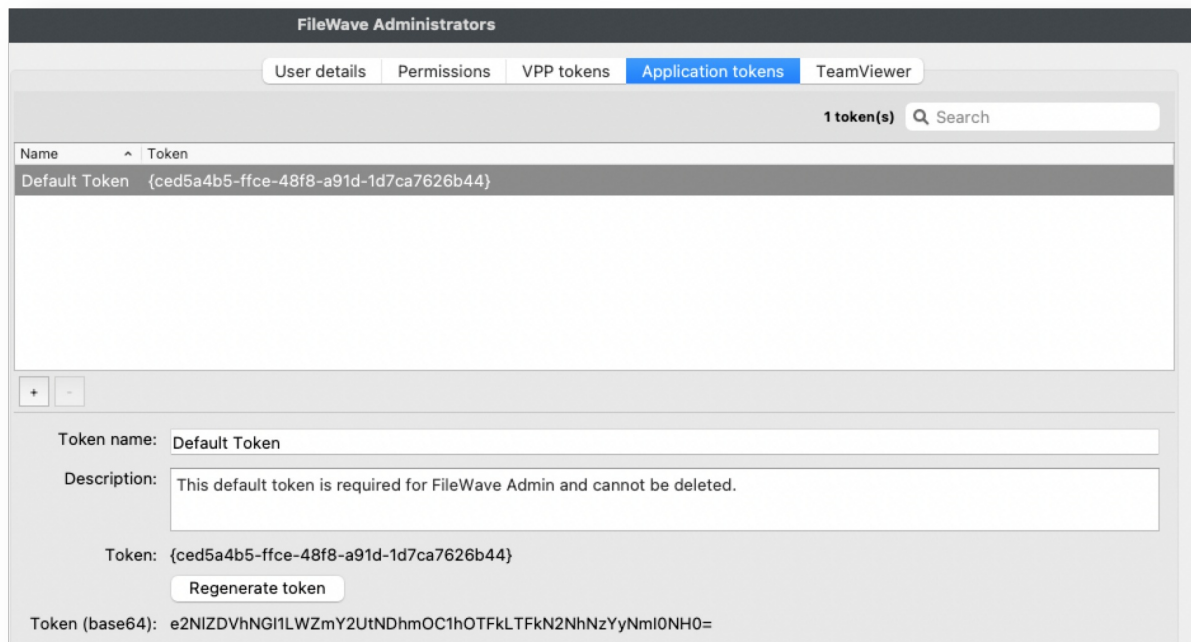 FileWave Administrators
User details
Permissions
VPP tokens
Application tokens
TeamViewer
1 token(s)
Search
Name
Token
Default Token
{ced5a4b5-ffce-48f8-a91d-1d7ca7626b44}
+
-
Token name: Default Token
Description: This default token is required for FileWave Admin and cannot be deleted.
Token: {ced5a4b5-ffce-48f8-a91d-1d7ca7626b44}
Regenerate token
Token (base64): e2NlZDVhNGI1LWZmY2UtNDhmOC1hOTFkLTFkN2NhNzYyNmI0NH0=